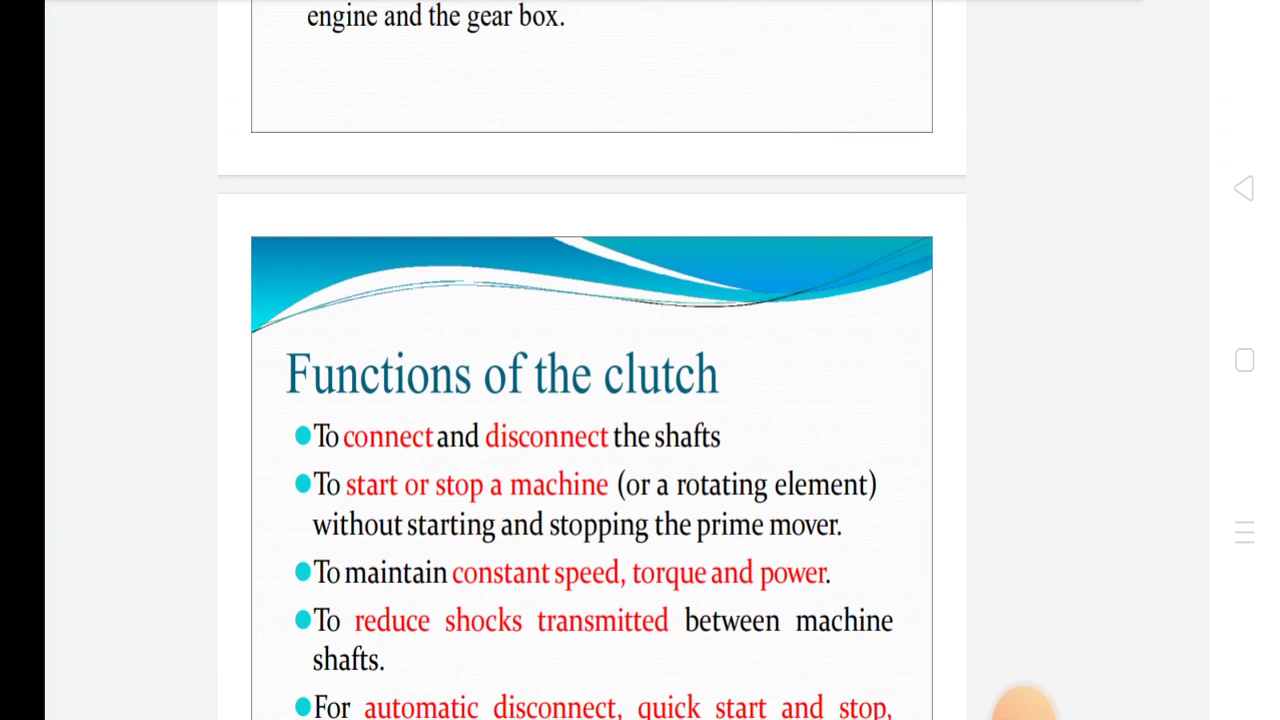 engine and the gear box.
Functions of the clutch
To connect and disconnect the shafts
To start or stop a machine (or a rotating element)
without starting and stopping the prime mover.
To maintain constant speed, torque and power.
To reduce shocks transmitted between machine
shafts.
For automatic disconnect, quick start and stop,